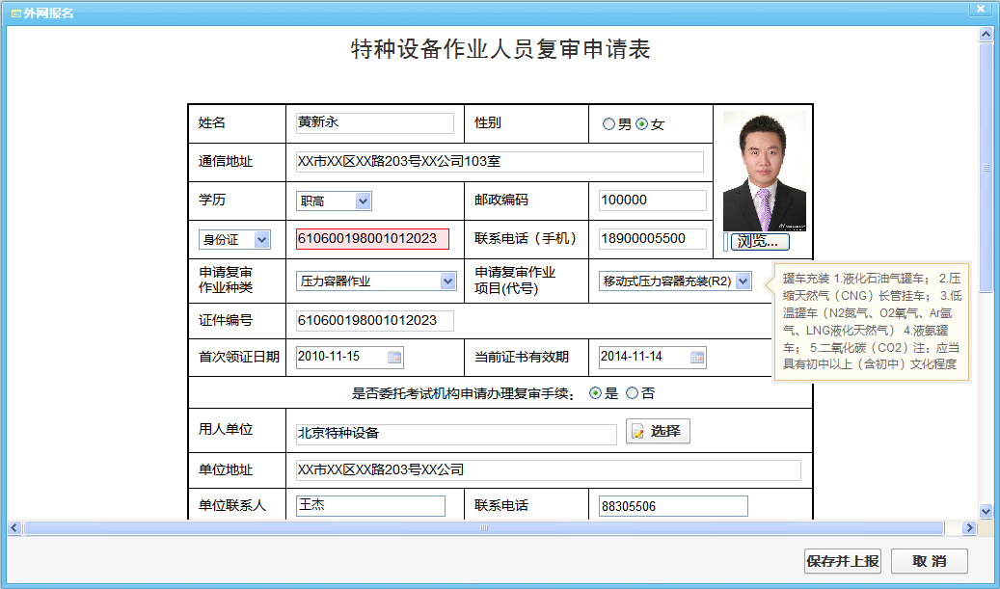 外网报名
特种设备作业人员复审申请表
姓名 黄新永 性别 男 女
通信地址 XX市XX区XX路203号XX公司103室
学历 职高 邮政编码 100000
身份证 610600198001012023 联系电话（手机） 18900005500
浏览...
申请复审
作业种类 压力容器作业 申请复审作业
项目(代号) 移动式压力容器充装(R2)
罐车充装 1.液化石油气罐车； 2.压
缩天然气（CNG）长管挂车； 3.低
温罐车（N2氮气、O2氧气、Ar氩
气、LNG液化天然气） 4.液氨罐
车； 5.二氧化碳（CO2）注：应当
具有初中以上（含初中）文化程度
证件编号 610600198001012023
首次领证日期 2010-11-15 当前证书有效期 2014-11-14
是否委托考试机构申请办理复审手续： 是 否
用人单位 北京特种设备 选择
单位地址 XX市XX区XX路203号XX公司
单位联系人 王杰 联系电话 88305506
保存并上报 取 消